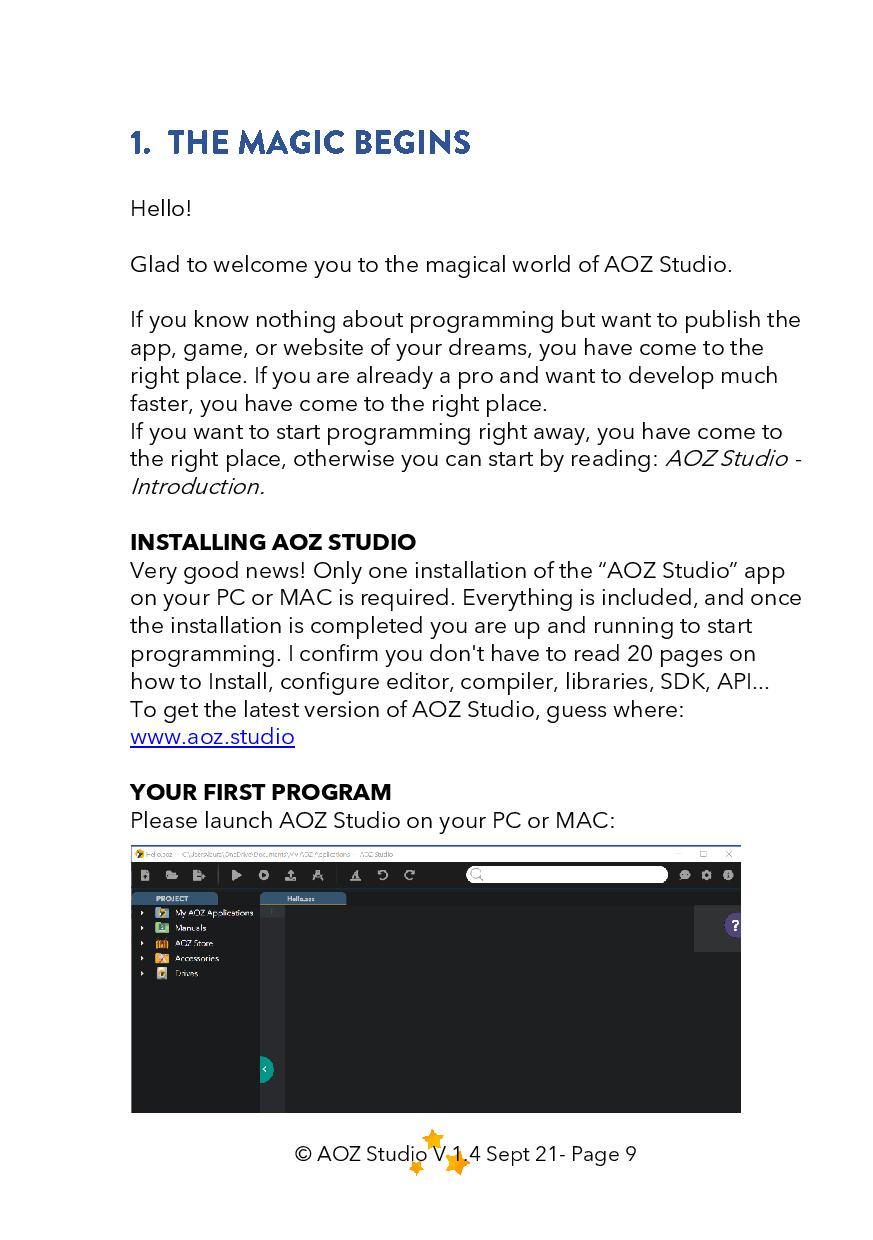 1. THE MAGIC BEGINS
Hello!
Glad to welcome you to the magical world of AOZ Studio.
If you know nothing about programming but want to publish the
app, game, or website of your dreams, you have come to the
right place. If you are already a pro and want to develop much
faster, you have come to the right place.
If you want to start programming right away, you have come to
the right place, otherwise you can start by reading: AOZ Studio -
Introduction.
INSTALLING AOZ STUDIO
Very good news! Only one installation of the “AOZ Studio” app
on your PC or MAC is required. Everything is included, and once
the installation is completed you are up and running to start
programming. I confirm you don't have to read 20 pages on
how to Install, configure editor, compiler, libraries, SDK, API...
To get the latest version of AOZ Studio, guess where:
www.aoz.studio
YOUR FIRST PROGRAM
Please launch AOZ Studio on your PC or MAC:
Hello.aoz - C:\Users\laura\OneDrive\Documents\My AOZ Applications - AOZ Studio
PROJECT
Hello.aoz
My AOZ Applications
1
Manuals
AOZ Store
?
Accessories
Drives
© AOZ Studio V 1.4 Sept 21- Page 9